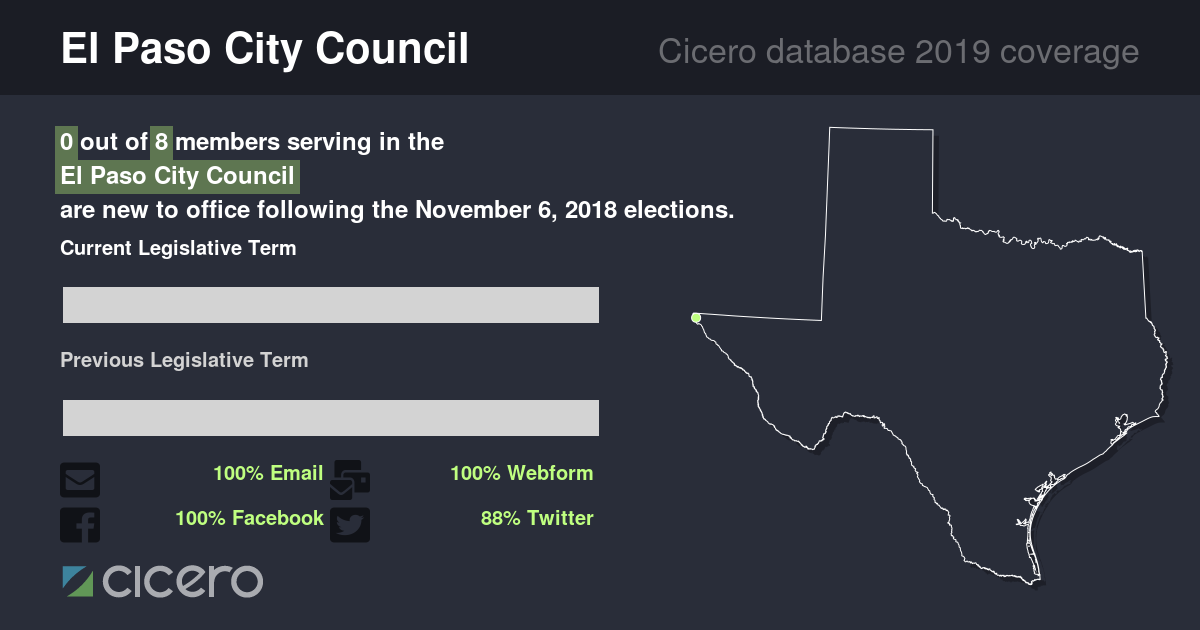 El Paso City Council
Cicero database 2019 coverage
0 out of 8 members serving in the
El Paso City Council
are new to office following the November 6, 2018 elections.
Current Legislative Term
Previous Legislative Term
100% Email
100% Webform
100% Facebook
88% Twitter
cicero